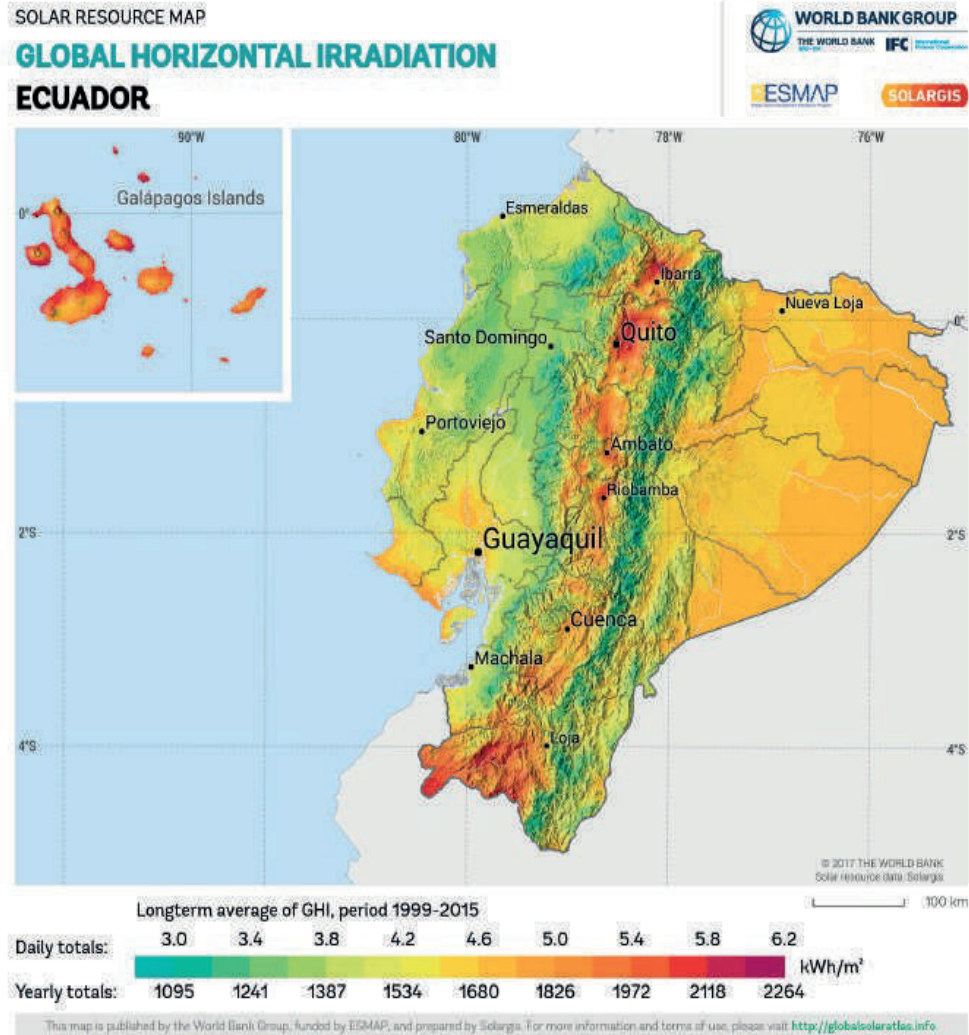 SOLAR RESOURCE MAP
GLOBAL HORIZONTAL IRRADIATION
ECUADOR
WORLD BANK GROUP
THE WORLD BANK IFC International Finance Corporation
ESMAP
SOLARGIS
90°W
80°W
78°W
76°W
Galápagos Islands
0°
Esmeraldas
Ibarra
Nueva Loja
0°
Santo Domingo
Quito
Portoviejo
Ambato
Riobamba
2°S
2°S
Guayaquil
Cuenca
Machala
Loja
4°S
4°S
© 2017 THE WORLD BANK
Solar resource data: Solargis
100 km
Longterm average of GHI, period 1999-2015
Daily totals: 3.0 3.4 3.8 4.2 4.6 5.0 5.4 5.8 6.2
kWh/m²
Yearly totals: 1095 1241 1387 1534 1680 1826 1972 2118 2264
This map is published by the World Bank Group, funded by ESMAP, and prepared by Solargis. For more information and terms of use, please visit http://globalsolaratlas.info.